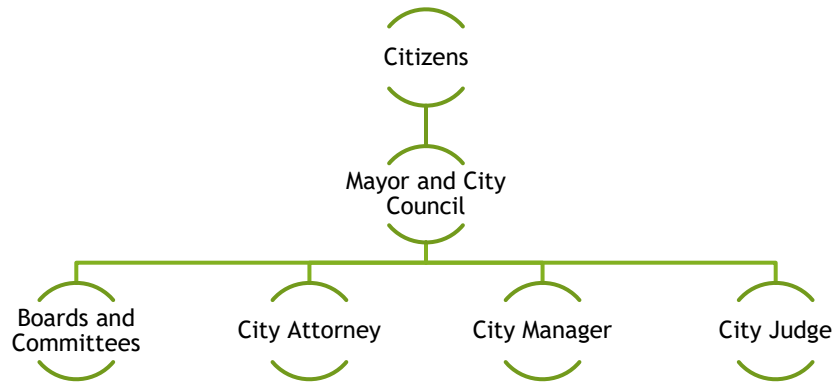 Citizens
Mayor and City
Council
Boards and
Committees
City Attorney
City Manager
City Judge